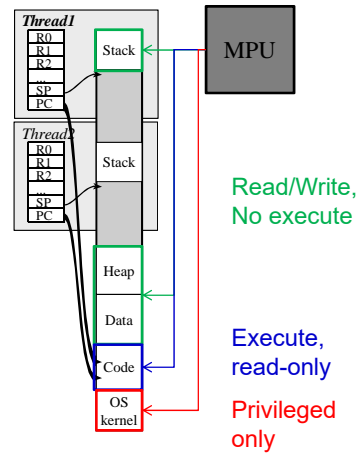 Thread1
R0
R1
R2
...
SP
PC
Stack
MPU
Thread2
R0
R1
R2
...
SP
PC
Stack
Read/Write,
No execute
Heap
Data
Code
Execute,
read-only
OS
kernel
Privileged
only